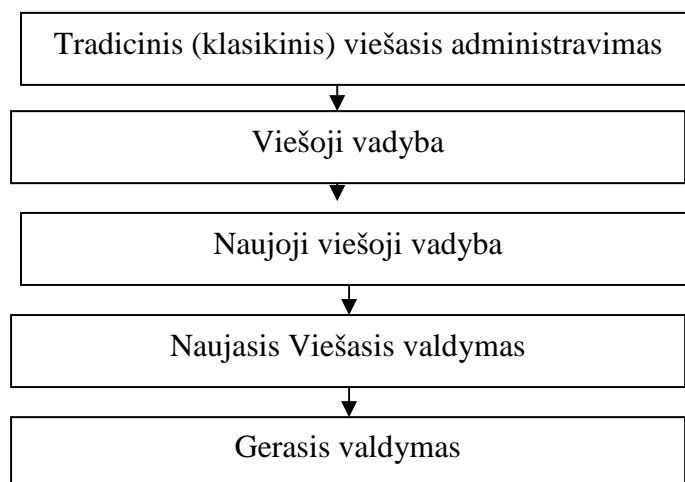 Tradicinis (klasikinis) viešasis administravimas
Viešoji vadyba
Naujoji viešoji vadyba
Naujasis Viešasis valdymas
Gerasis valdymas